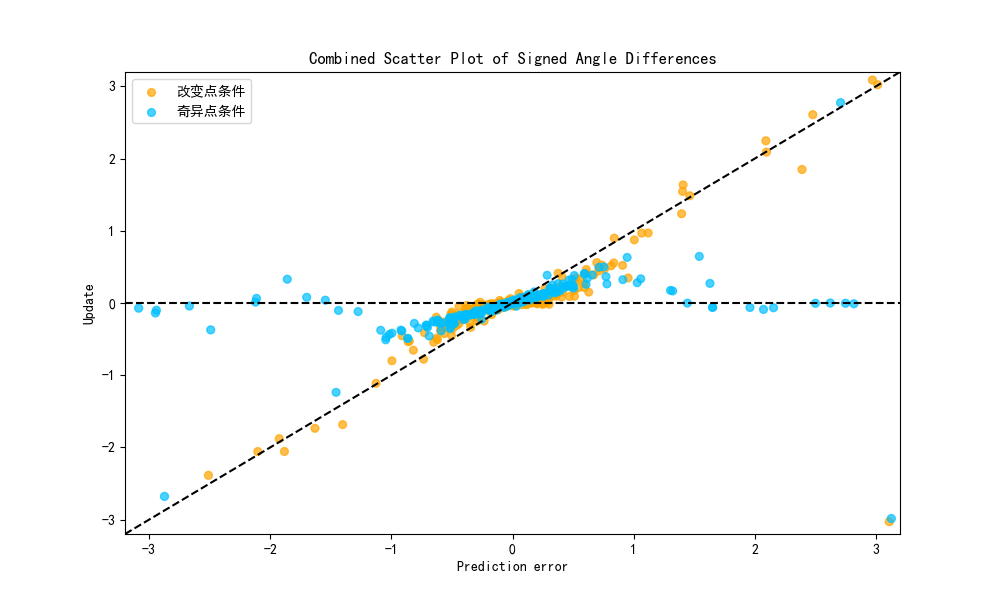 Combined Scatter Plot of Signed Angle Differences
改变点条件
奇异点条件
3
2
1
0
−1
−2
−3
Update
−3 −2 −1 0 1 2 3
Prediction error